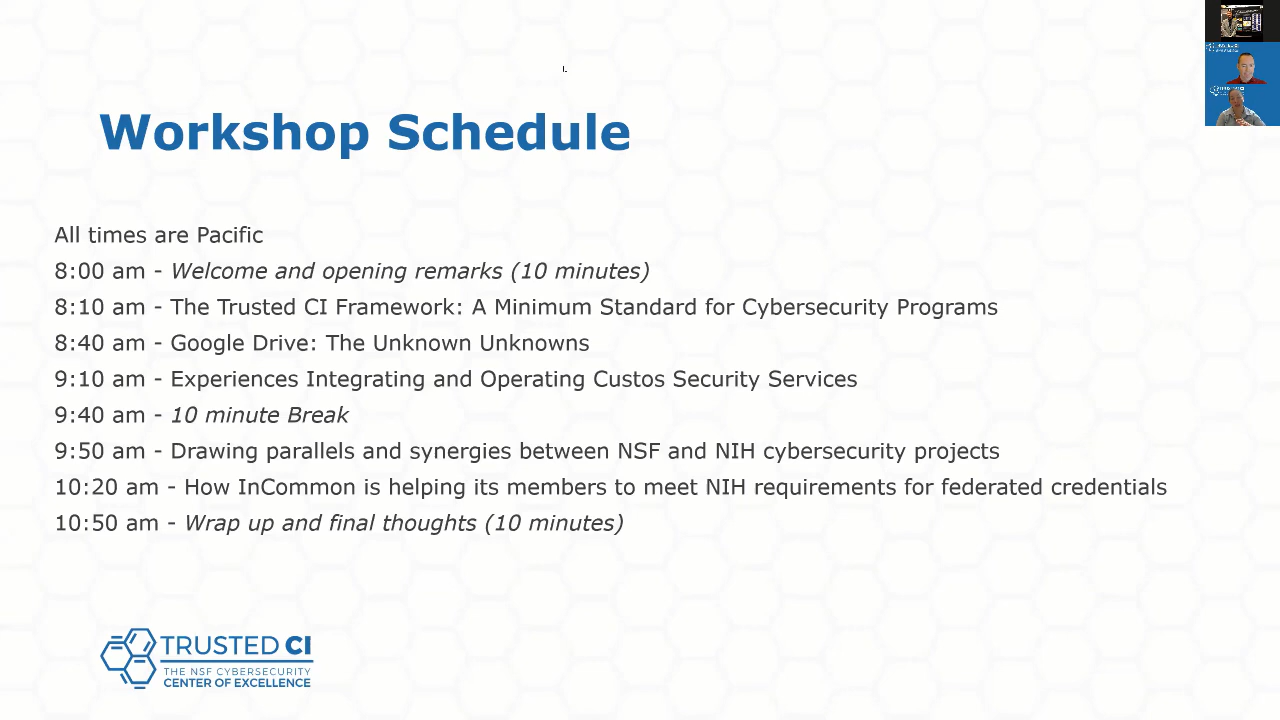 Workshop Schedule
All times are Pacific
8:00 am - Welcome and opening remarks (10 minutes)
8:10 am - The Trusted CI Framework: A Minimum Standard for Cybersecurity Programs
8:40 am - Google Drive: The Unknown Unknowns
9:10 am - Experiences Integrating and Operating Custos Security Services
9:40 am - 10 minute Break
9:50 am - Drawing parallels and synergies between NSF and NIH cybersecurity projects
10:20 am - How InCommon is helping its members to meet NIH requirements for federated credentials
10:50 am - Wrap up and final thoughts (10 minutes)
TRUSTED CI
THE NSF CYBERSECURITY
CENTER OF EXCELLENCE